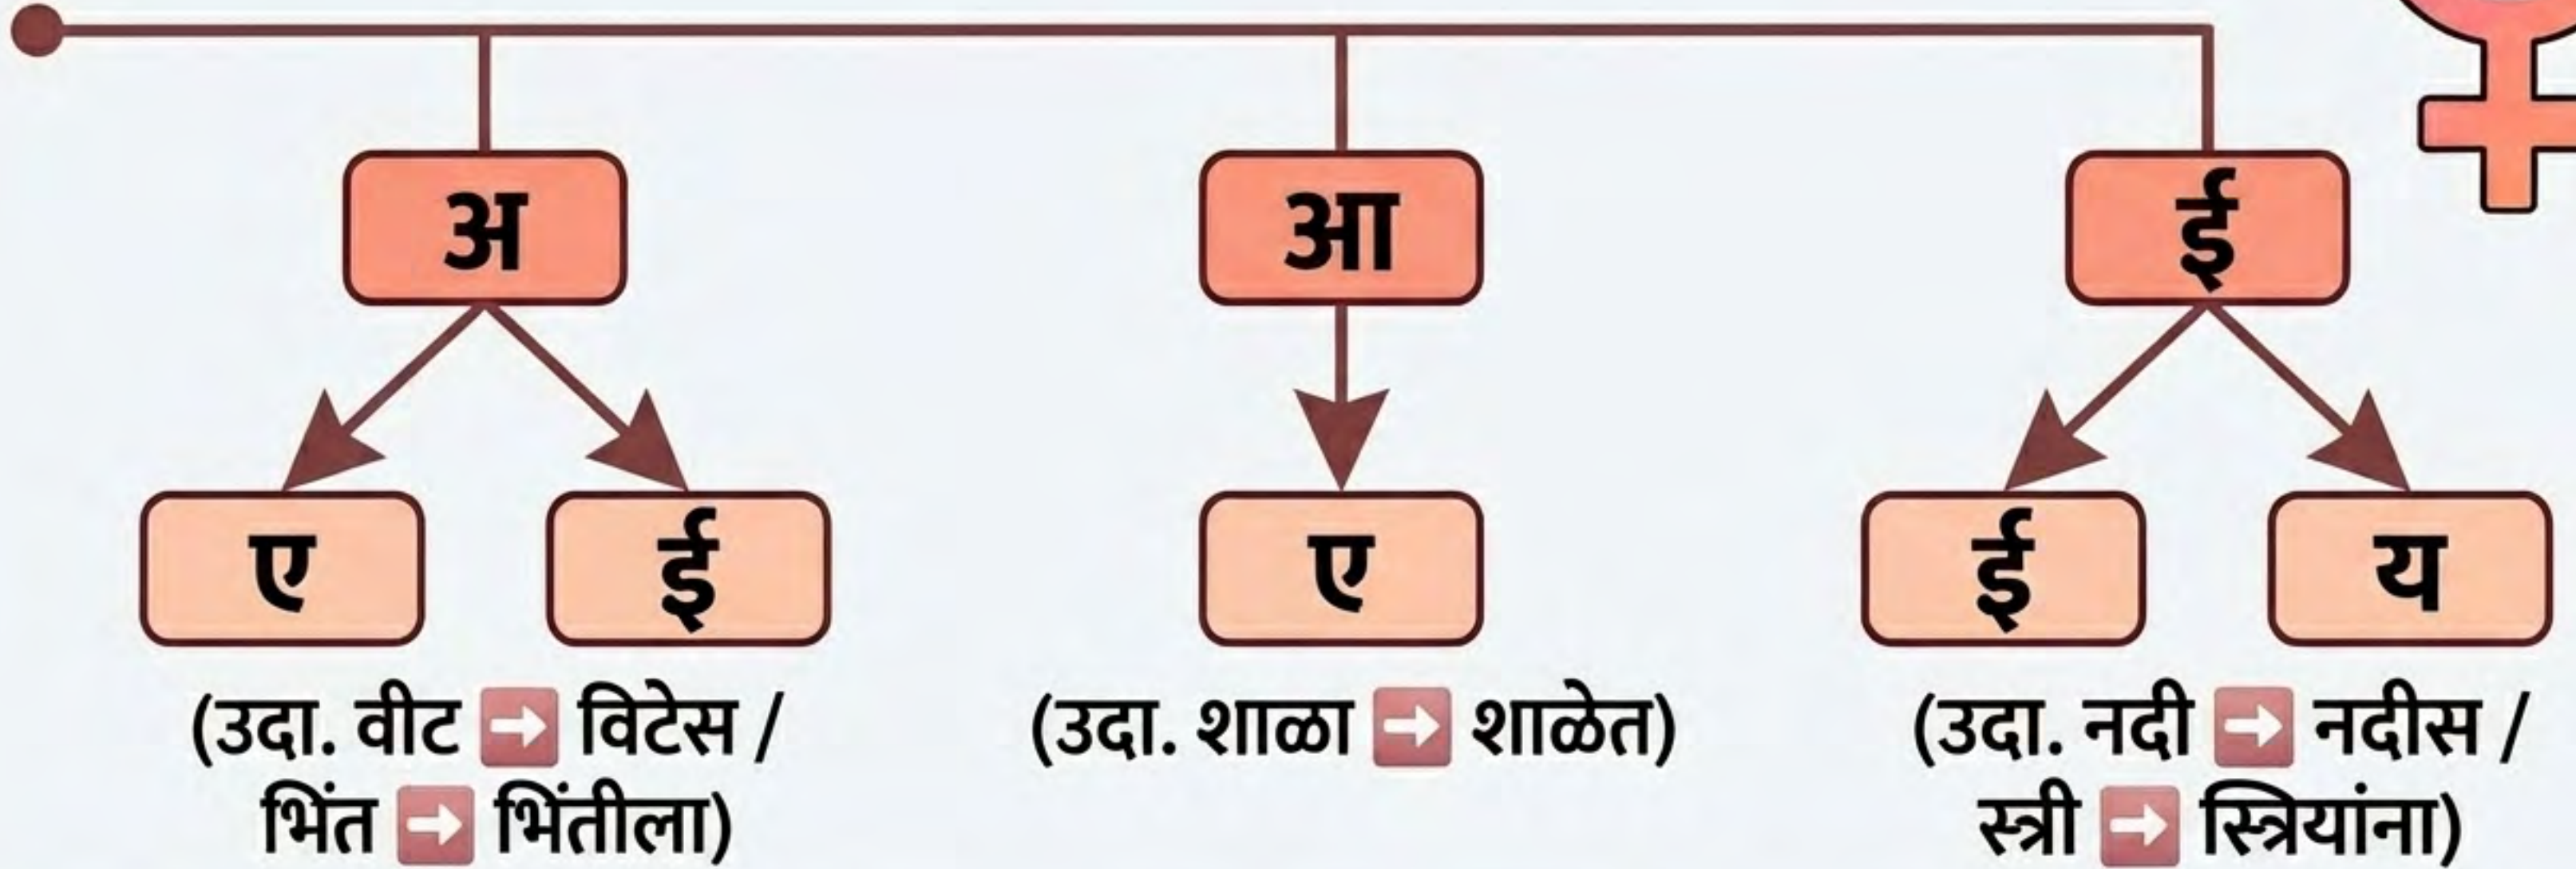 अ आ ई
ए ई ए ई य
(उदा. वीट ➡ विटेस /
भिंत ➡ भिंतीला)
(उदा. शाळा ➡ शाळेत)
(उदा. नदी ➡ नदीस /
स्त्री ➡ स्त्रियांना)